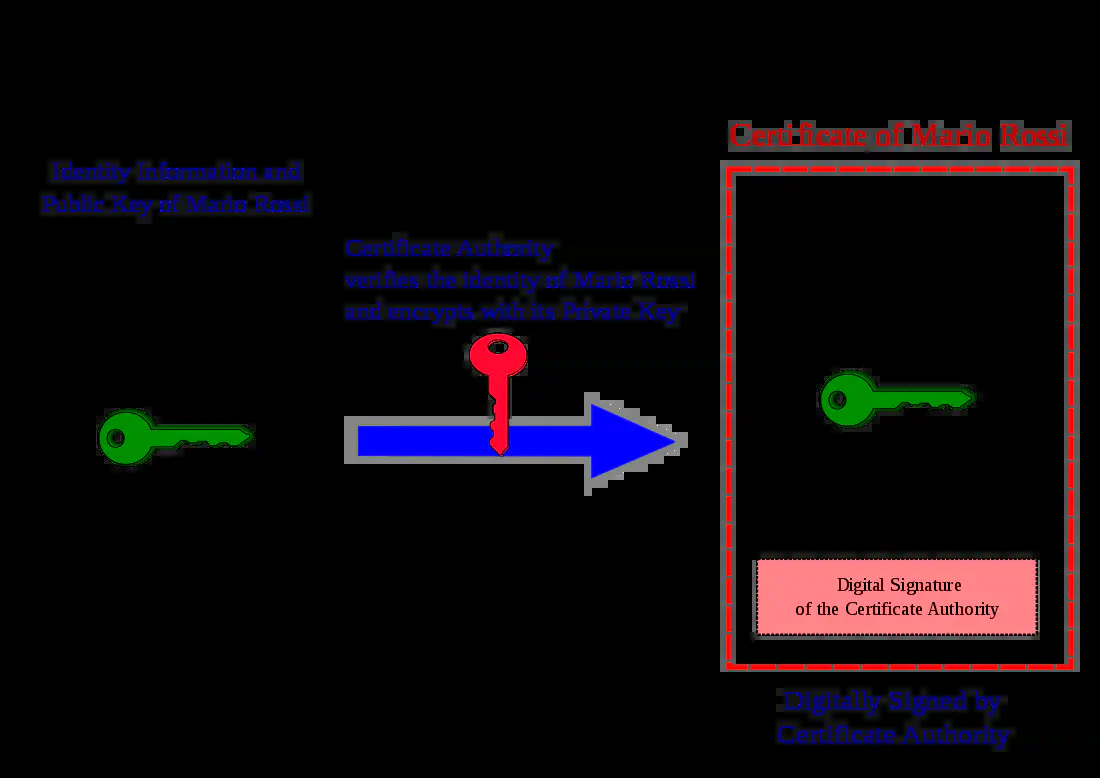 Certificate of Mario Rossi
Identity Information and
Public Key of Mario Rossi
Certificate Authority
verifies the identity of Mario Rossi
and encrypts with its Private Key
Digital Signature
of the Certificate Authority
Digitally Signed by
Certificate Authority